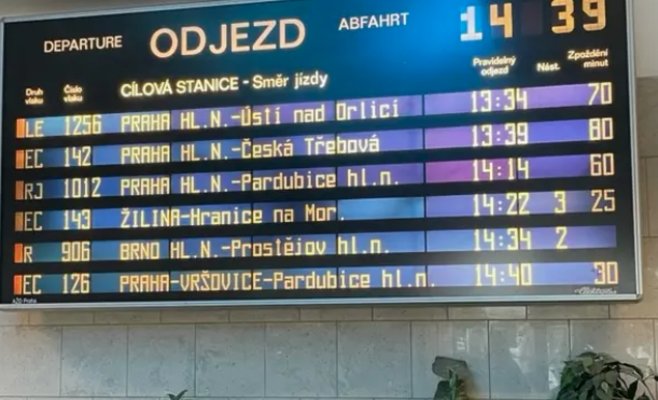 DEPARTURE ODJEZD ABFAHRT 14 39
Druh vlaku Číslo vlaku CÍLOVÁ STANICE - Směr jízdy Pravidelný odjezd Nást. Zpoždění minut
LE 1256 PRAHA HL.N.-Ústí nad Orlicí 13:34 70
EC 142 PRAHA HL.N.-Česká Třebová 13:39 80
RJ 1012 PRAHA HL.N.-Pardubice hl.n. 14:14 60
EC 143 ŽILINA-Hranice na Mor. 14:22 3 25
R 906 BRNO HL.N.-Prostějov hl.n. 14:34 2
EC 126 PRAHA-VRŠOVICE-Pardubice hl.n. 14:40 30
AŽD Praha